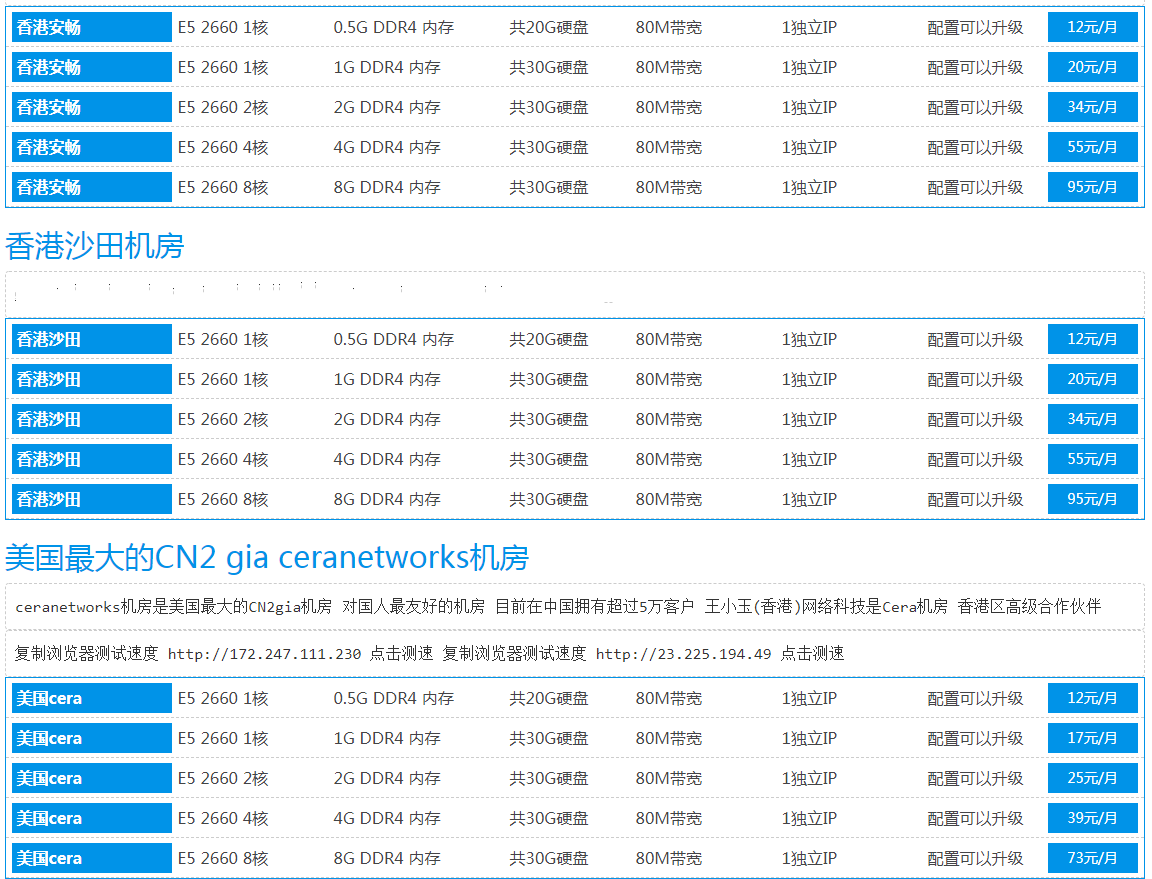 香港安畅 E5 2660 1核 0.5G DDR4 内存 共20G硬盘 80M带宽 1独立IP 配置可以升级 12元/月
香港安畅 E5 2660 1核 1G DDR4 内存 共30G硬盘 80M带宽 1独立IP 配置可以升级 20元/月
香港安畅 E5 2660 2核 2G DDR4 内存 共30G硬盘 80M带宽 1独立IP 配置可以升级 34元/月
香港安畅 E5 2660 4核 4G DDR4 内存 共30G硬盘 80M带宽 1独立IP 配置可以升级 55元/月
香港安畅 E5 2660 8核 8G DDR4 内存 共30G硬盘 80M带宽 1独立IP 配置可以升级 95元/月
香港沙田机房
香港沙田 E5 2660 1核 0.5G DDR4 内存 共20G硬盘 80M带宽 1独立IP 配置可以升级 12元/月
香港沙田 E5 2660 1核 1G DDR4 内存 共30G硬盘 80M带宽 1独立IP 配置可以升级 20元/月
香港沙田 E5 2660 2核 2G DDR4 内存 共30G硬盘 80M带宽 1独立IP 配置可以升级 34元/月
香港沙田 E5 2660 4核 4G DDR4 内存 共30G硬盘 80M带宽 1独立IP 配置可以升级 55元/月
香港沙田 E5 2660 8核 8G DDR4 内存 共30G硬盘 80M带宽 1独立IP 配置可以升级 95元/月
美国最大的CN2 gia ceranetworks机房
ceranetworks机房是美国最大的CN2gia机房 对国人最友好的机房 目前在中国拥有超过5万客户 王小玉(香港)网络科技是Cera机房 香港区高级合作伙伴
复制浏览器测试速度 http://172.247.111.230 点击测速 复制浏览器测试速度 http://23.225.194.49 点击测速
美国cera E5 2660 1核 0.5G DDR4 内存 共20G硬盘 80M带宽 1独立IP 配置可以升级 12元/月
美国cera E5 2660 1核 1G DDR4 内存 共30G硬盘 80M带宽 1独立IP 配置可以升级 17元/月
美国cera E5 2660 2核 2G DDR4 内存 共30G硬盘 80M带宽 1独立IP 配置可以升级 25元/月
美国cera E5 2660 4核 4G DDR4 内存 共30G硬盘 80M带宽 1独立IP 配置可以升级 39元/月
美国cera E5 2660 8核 8G DDR4 内存 共30G硬盘 80M带宽 1独立IP 配置可以升级 73元/月